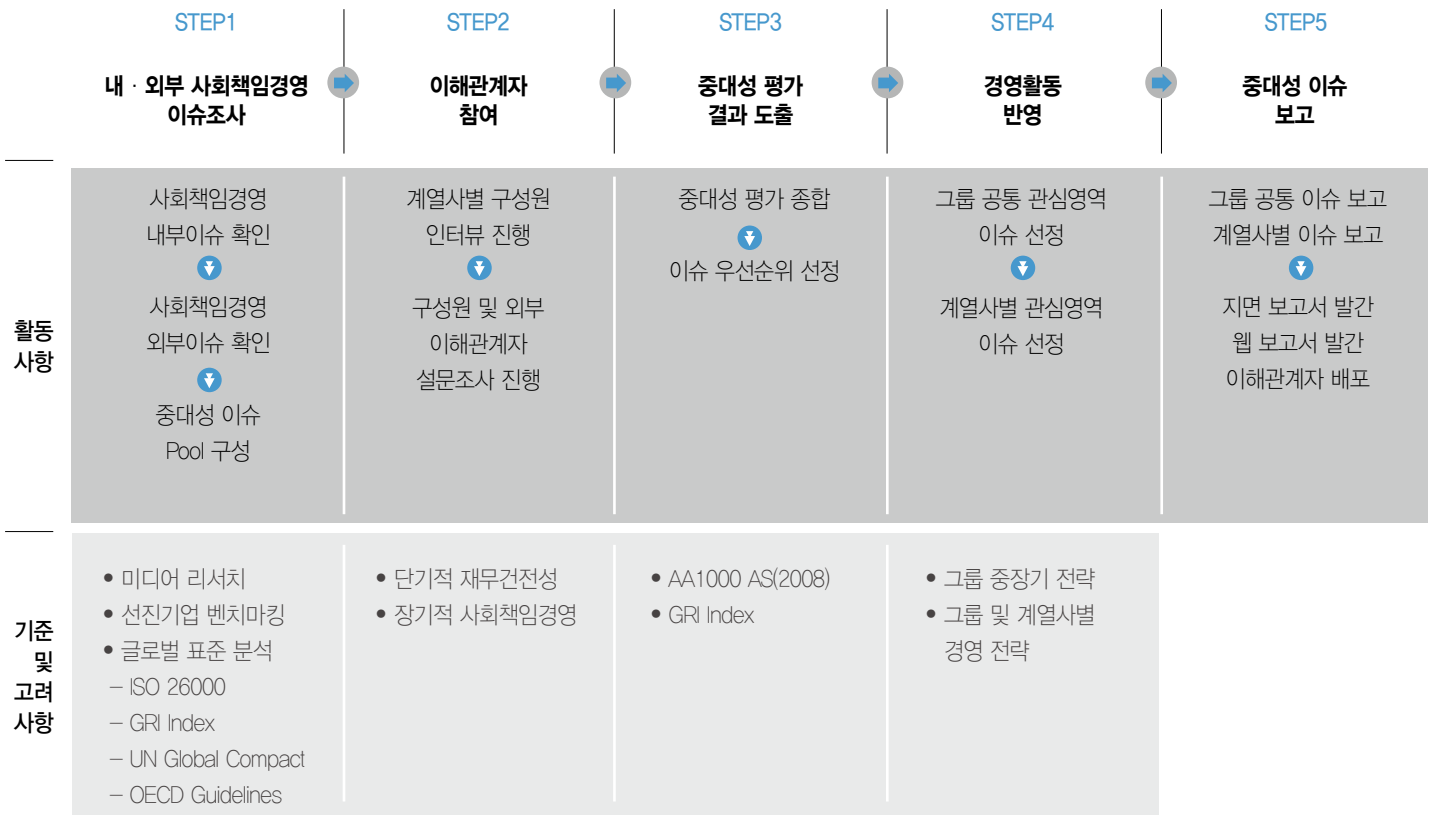 STEP1
내 · 외부 사회책임경영
이슈조사
STEP2
이해관계자
참여
STEP3
중대성 평가
결과 도출
STEP4
경영활동
반영
STEP5
중대성 이슈
보고
활동
사항
사회책임경영
내부이슈 확인
사회책임경영
외부이슈 확인
중대성 이슈
Pool 구성
계열사별 구성원
인터뷰 진행
구성원 및 외부
이해관계자
설문조사 진행
중대성 평가 종합
이슈 우선순위 선정
그룹 공통 관심영역
이슈 선정
계열사별 관심영역
이슈 선정
그룹 공통 이슈 보고
계열사별 이슈 보고
지면 보고서 발간
웹 보고서 발간
이해관계자 배포
기준
및
고려
사항
• 미디어 리서치
• 선진기업 벤치마킹
• 글로벌 표준 분석
– ISO 26000
– GRI Index
– UN Global Compact
– OECD Guidelines
• 단기적 재무건전성
• 장기적 사회책임경영
• AA1000 AS(2008)
• GRI Index
• 그룹 중장기 전략
• 그룹 및 계열사별
경영 전략